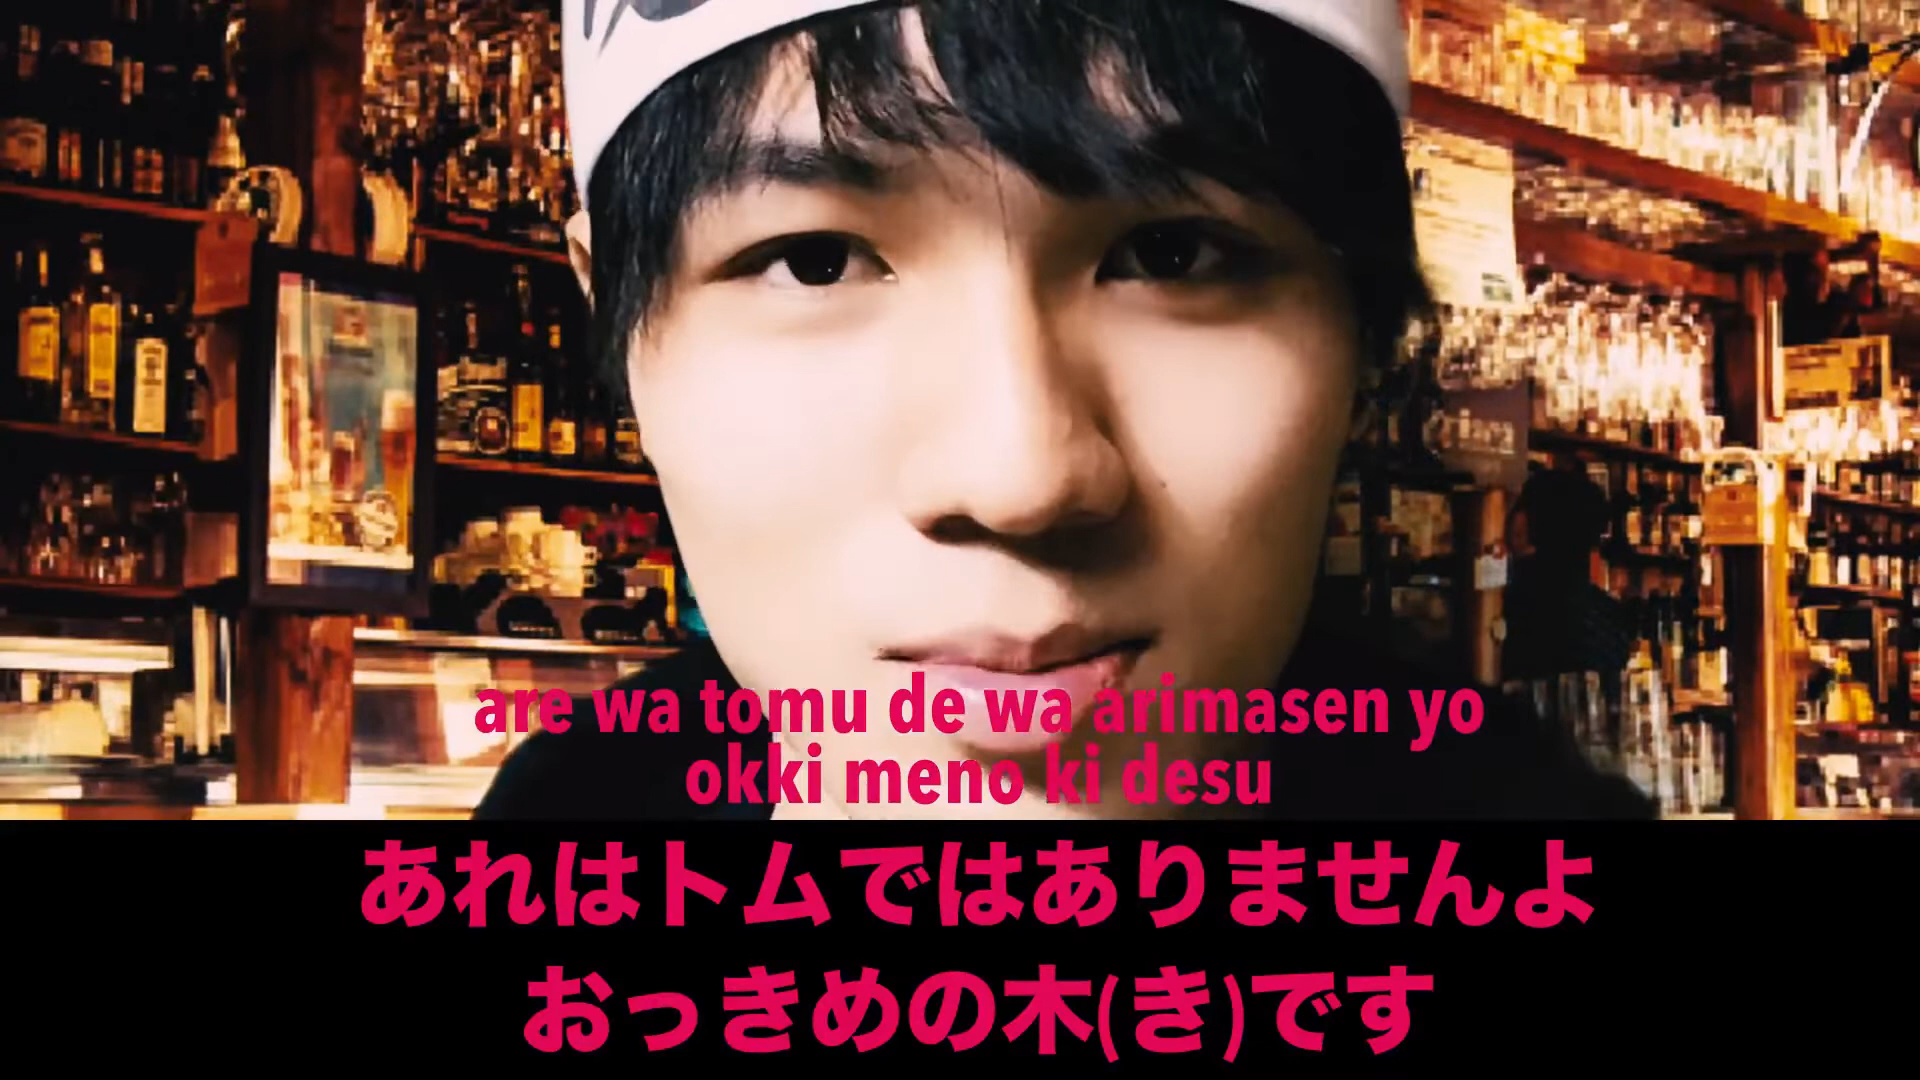 are wa tomu de wa arimasen yo
okki meno ki desu
あれはトムではありませんよ
おっきめの木(き)です